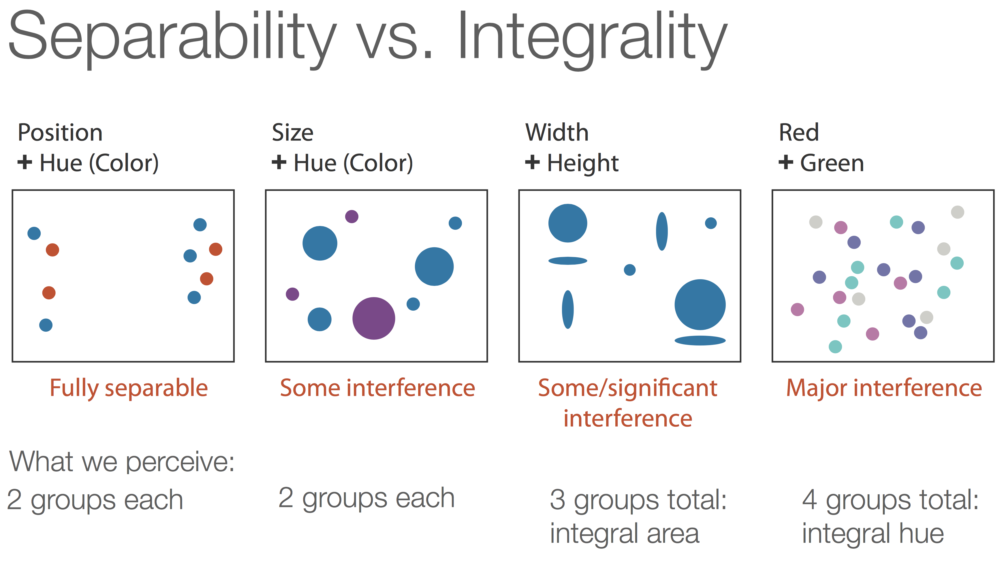 Separability vs. Integrality
Position
+ Hue (Color)
Size
+ Hue (Color)
Width
+ Height
Red
+ Green
Fully separable
Some interference
Some/significant
interference
Major interference
What we perceive:
2 groups each
2 groups each
3 groups total:
integral area
4 groups total:
integral hue